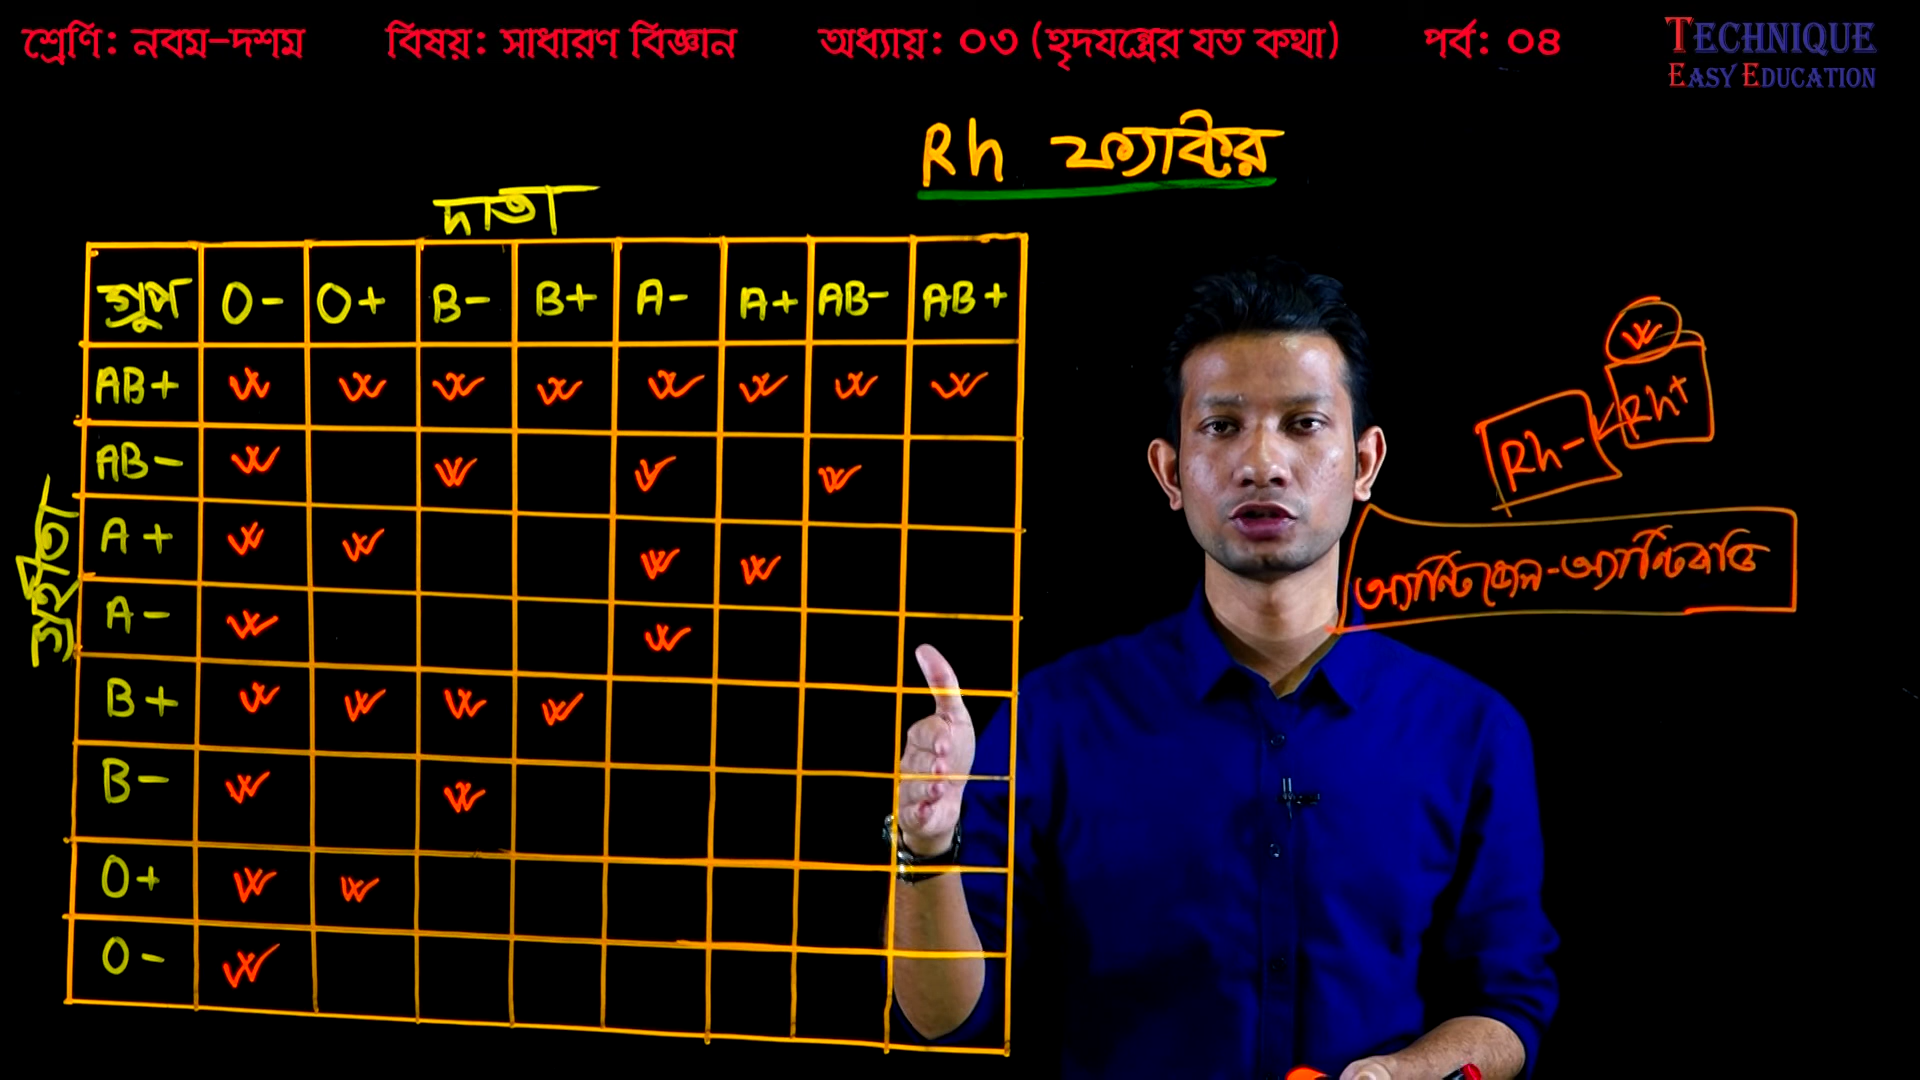 শ্রেণি: নবম-দশম বিষয়: সাধারণ বিজ্ঞান অধ্যায়: ০৩ (হৃদযন্ত্রের যত কথা) পর্ব: ০৪
TECHNIQUE
EASY EDUCATION
Rh ফ্যাক্টর
দাতা
গ্রহীতা
গ্রুপ O- O+ B- B+ A- A+ AB- AB+
AB+
AB-
A+
A-
B+
B-
O+
O-
Rh- Rh+
অ্যান্টিজেন-অ্যান্টিবডি